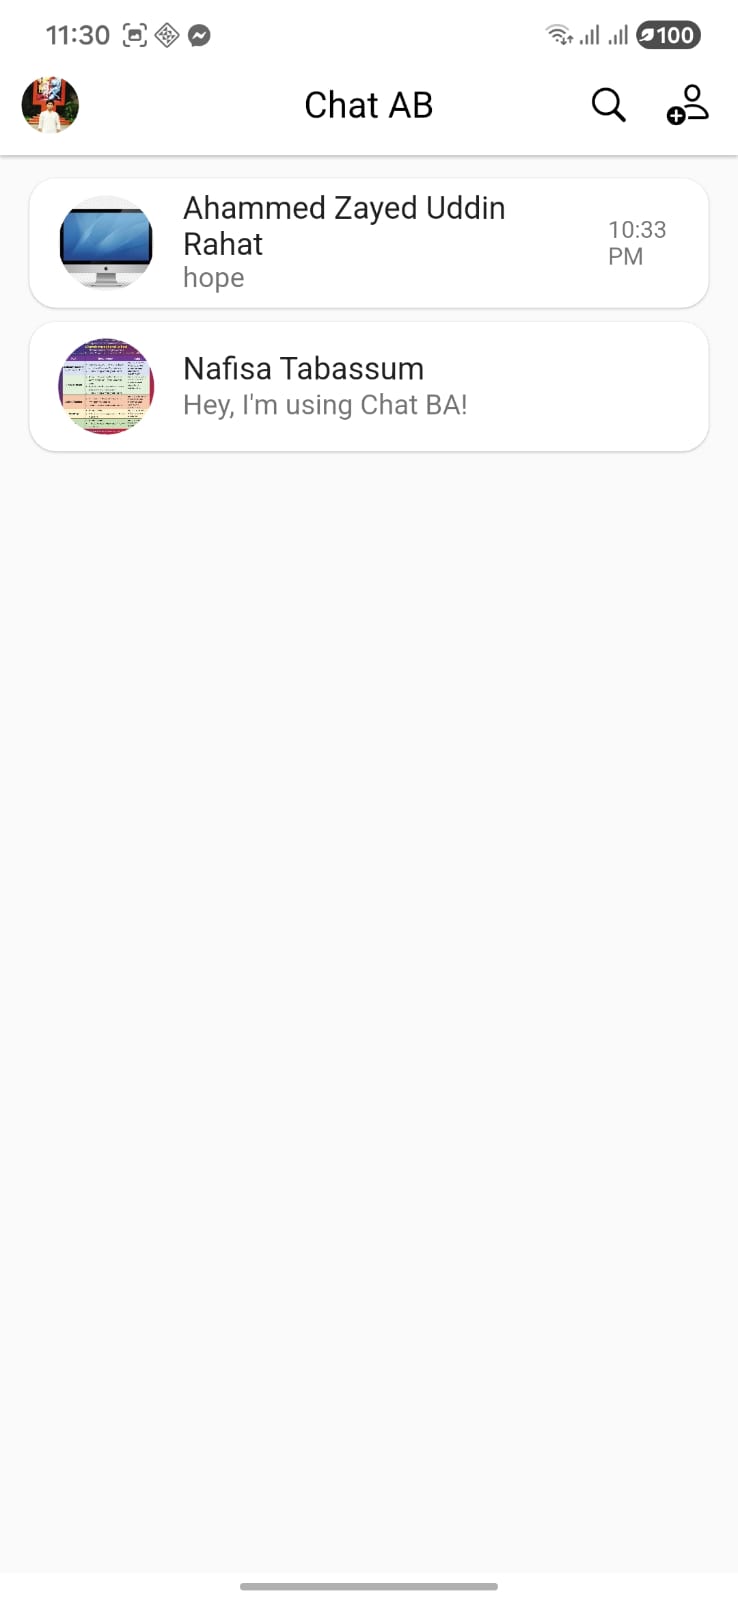 11:30
100
Chat AB
Ahammed Zayed Uddin
Rahat
hope
10:33
PM
Nafisa Tabassum
Hey, I'm using Chat BA!